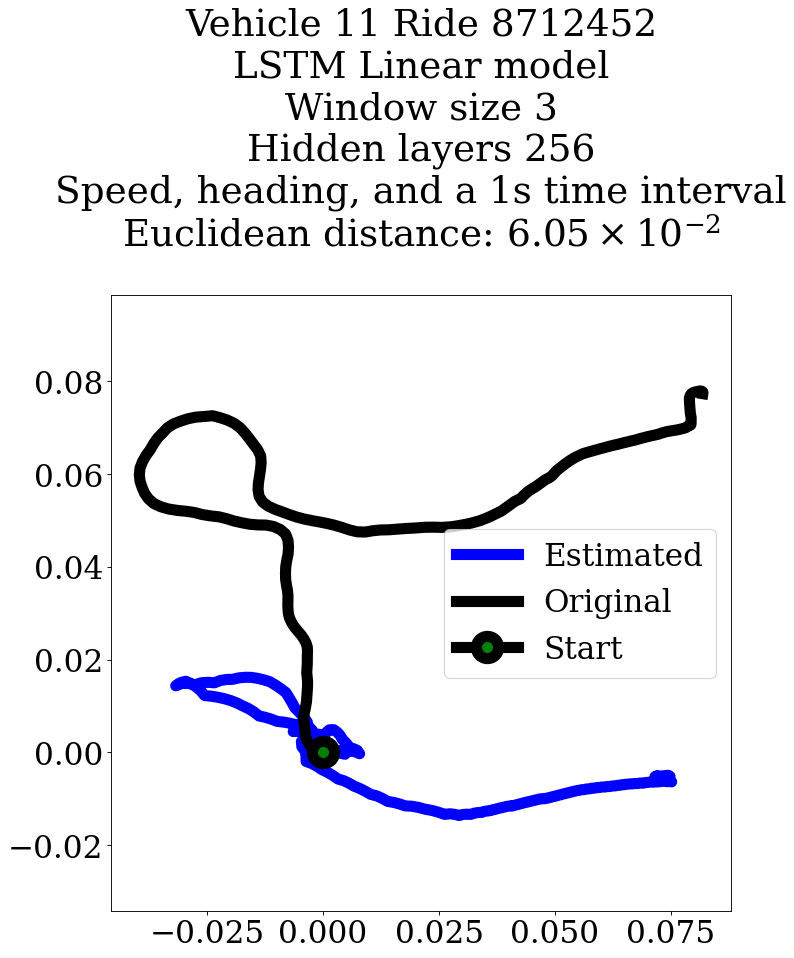 Vehicle 11 Ride 8712452
LSTM Linear model
Window size 3
Hidden layers 256
Speed, heading, and a 1s time interval
Euclidean distance: 6.05 × 10⁻²
0.08
0.06
0.04
0.02
0.00
−0.02
Estimated
Original
Start
−0.025 0.000 0.025 0.050 0.075